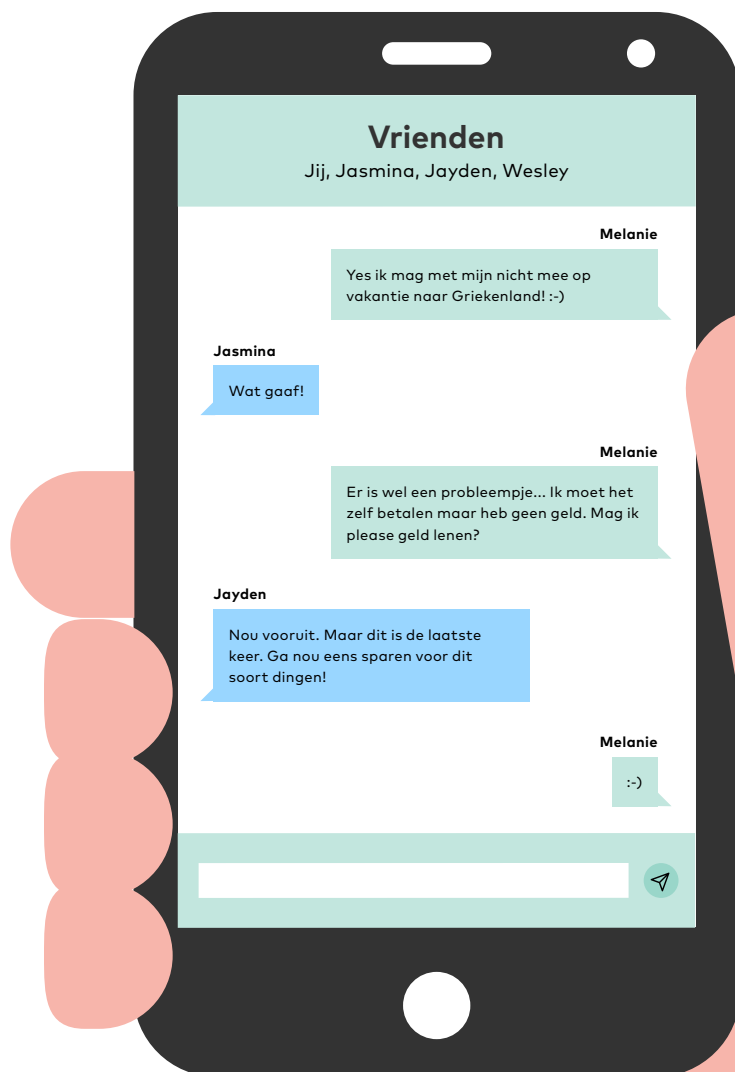 Vrienden
Jij, Jasmina, Jayden, Wesley
Melanie
Yes ik mag met mijn nicht mee op
vakantie naar Griekenland! :-)
Jasmina
Wat gaaf!
Melanie
Er is wel een probleempje... Ik moet het
zelf betalen maar heb geen geld. Mag ik
please geld lenen?
Jayden
Nou vooruit. Maar dit is de laatste
keer. Ga nou eens sparen voor dit
soort dingen!
Melanie
:-)